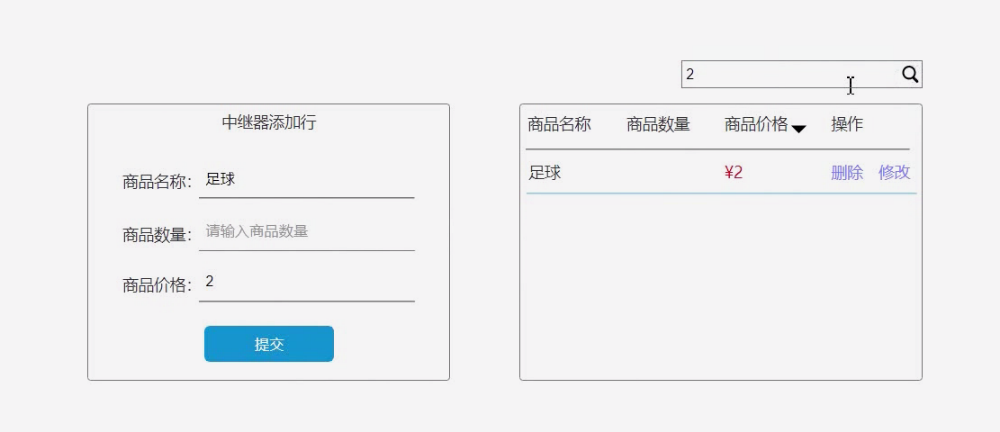 2
中继器添加行
商品名称： 足球
商品数量： 请输入商品数量
商品价格： 2
提交
商品名称 商品数量 商品价格 操作
足球 ¥2 删除 修改